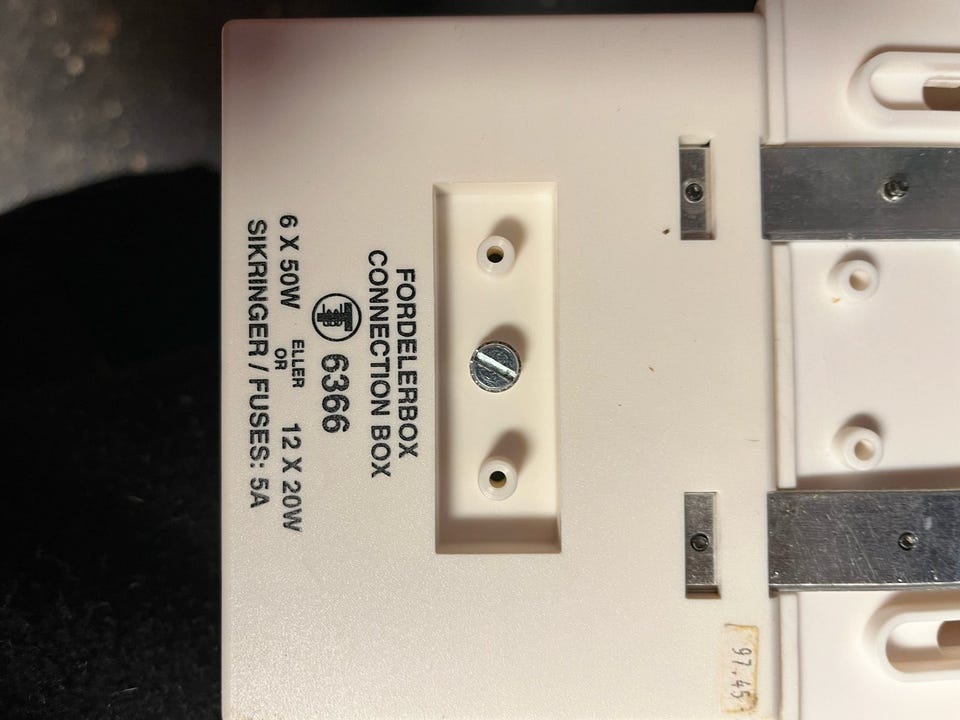 FORDELERBOX
CONNECTION BOX
6366
6 X 50W ELLER OR 12 X 20W
SIKRINGER / FUSES: 5A
97.45